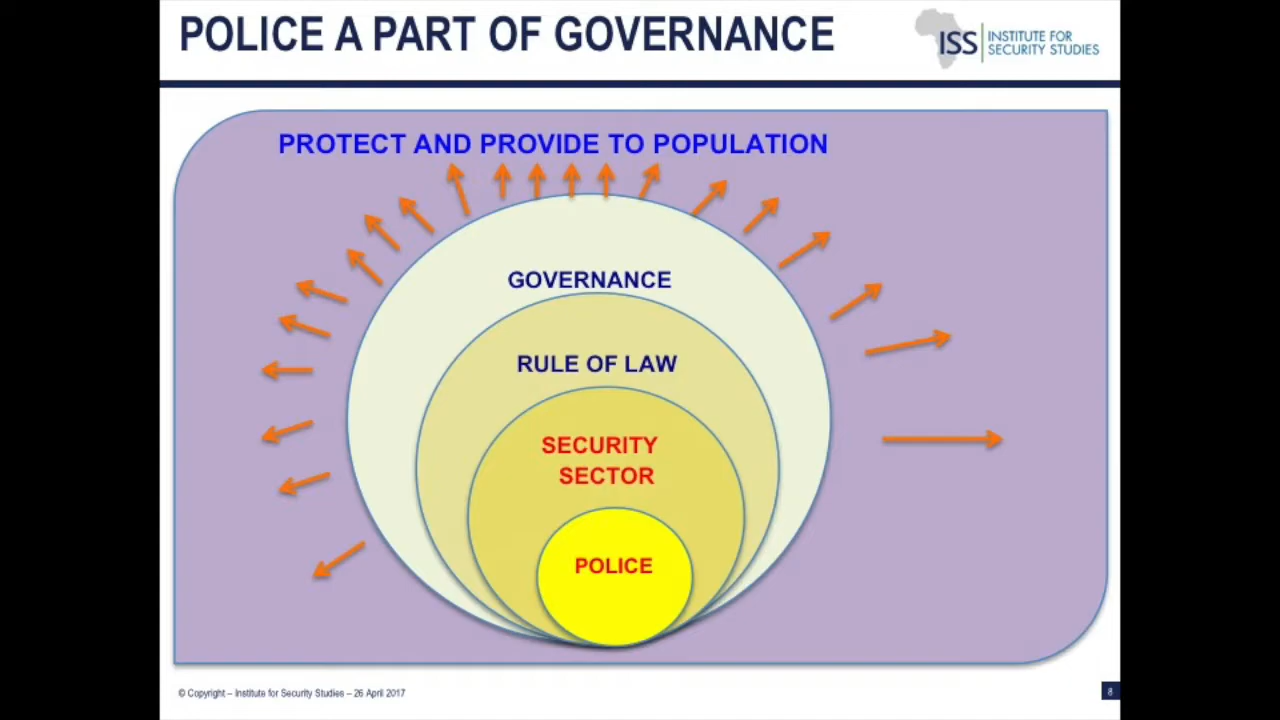 POLICE A PART OF GOVERNANCE
ISS
INSTITUTE FOR
SECURITY STUDIES
PROTECT AND PROVIDE TO POPULATION
GOVERNANCE
RULE OF LAW
SECURITY
SECTOR
POLICE
© Copyright – Institute for Security Studies – 26 April 2017
8